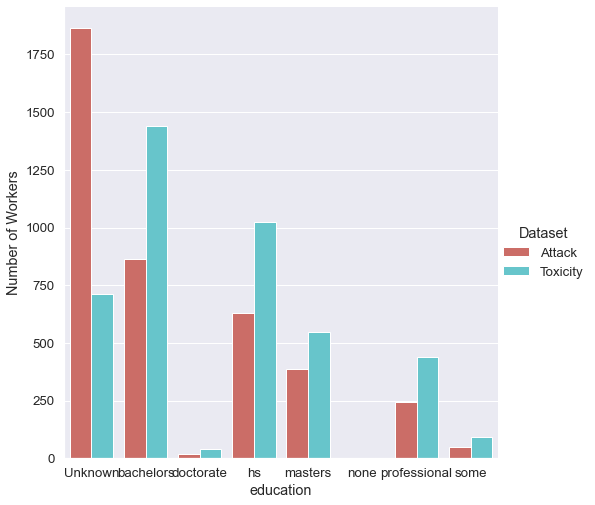 1750
1500
1250
1000
750
500
250
0
Number of Workers
Unknown bachelors doctorate hs masters none professional some
education
Dataset
Attack
Toxicity